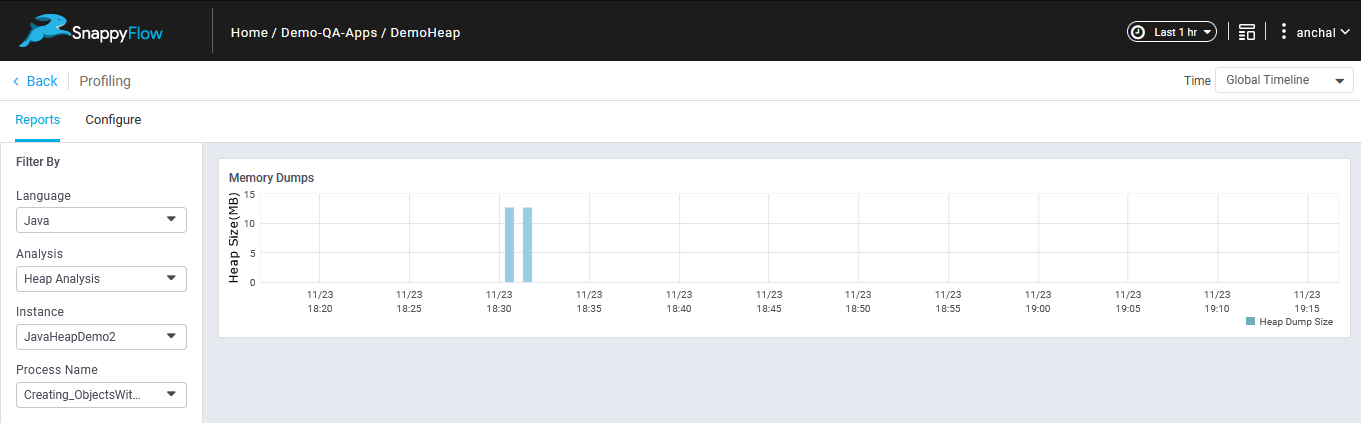 SnappyFlow
Home / Demo-QA-Apps / DemoHeap
Last 1 hr
anchal
Back
Profiling
Time
Global Timeline
Reports
Configure
Filter By
Language
Java
Analysis
Heap Analysis
Instance
JavaHeapDemo2
Process Name
Creating_ObjectsWit...
Memory Dumps
Heap Size(MB)
15
10
5
0
11/23 11/23 11/23 11/23 11/23 11/23 11/23 11/23 11/23 11/23 11/23 11/23
18:20 18:25 18:30 18:35 18:40 18:45 18:50 18:55 19:00 19:05 19:10 19:15
Heap Dump Size